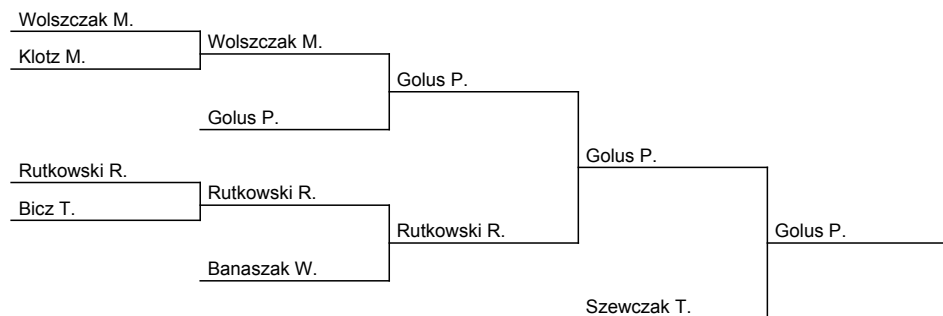 Wolszczak M.
Klotz M.
Wolszczak M.
Golus P.
Golus P.
Rutkowski R.
Bicz T.
Rutkowski R.
Banaszak W.
Rutkowski R.
Golus P.
Szewczak T.
Golus P.